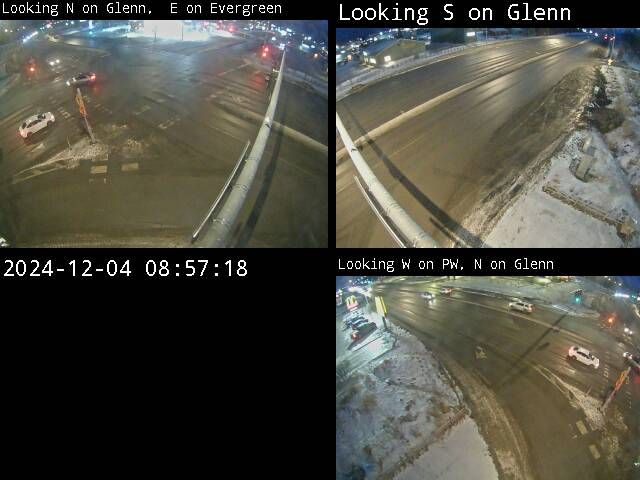 Looking N on Glenn,  E on Evergreen
Looking S on Glenn
2024-12-04 08:57:18
Looking W on PW, N on Glenn